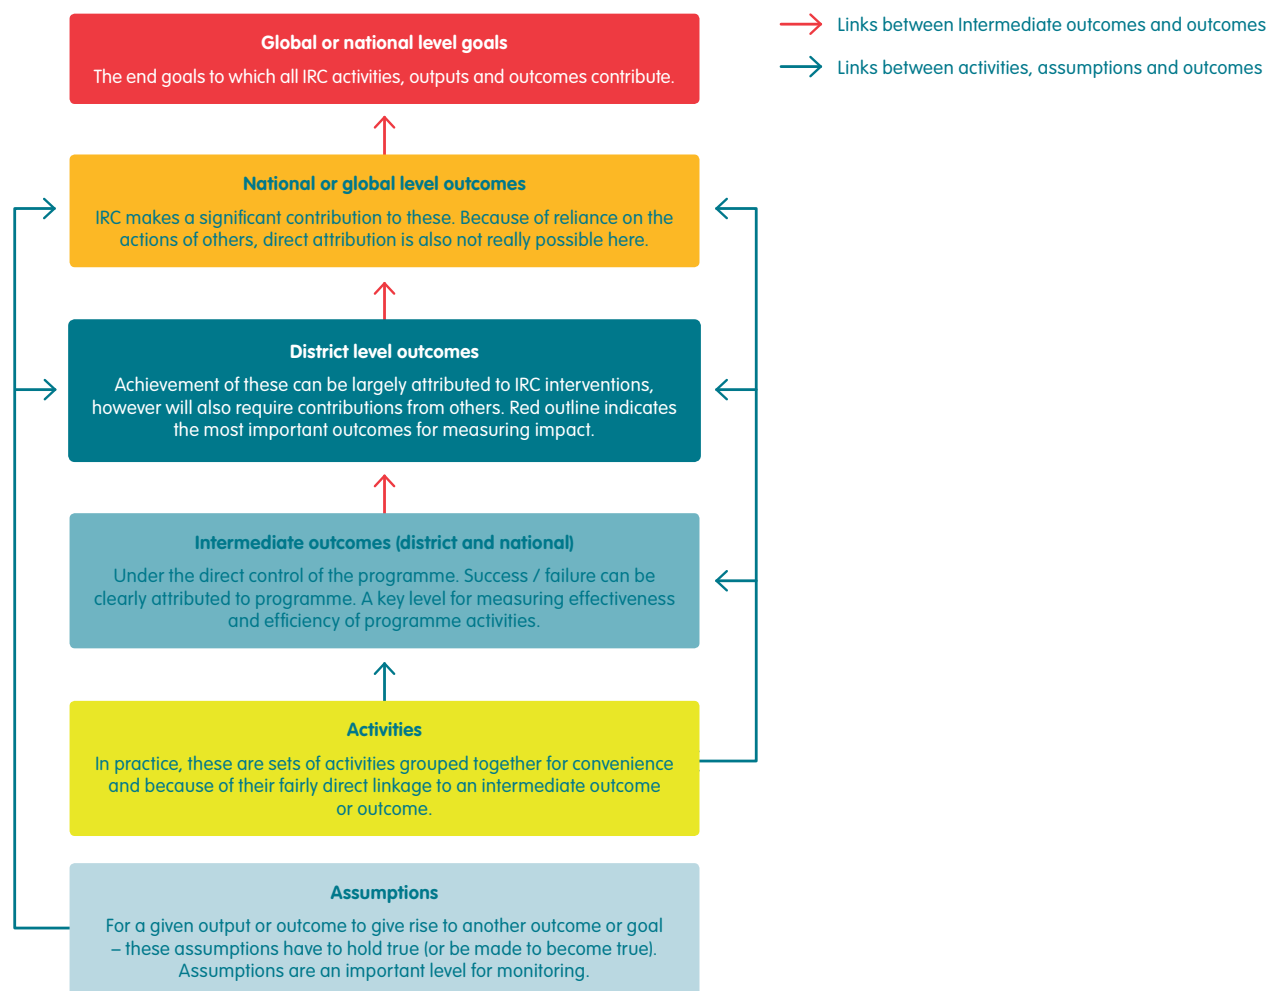 Global or national level goals
The end goals to which all IRC activities, outputs and outcomes contribute.
Links between Intermediate outcomes and outcomes
Links between activities, assumptions and outcomes
National or global level outcomes
IRC makes a significant contribution to these. Because of reliance on the
actions of others, direct attribution is also not really possible here.
District level outcomes
Achievement of these can be largely attributed to IRC interventions,
however will also require contributions from others. Red outline indicates
the most important outcomes for measuring impact.
Intermediate outcomes (district and national)
Under the direct control of the programme. Success / failure can be
clearly attributed to programme. A key level for measuring effectiveness
and efficiency of programme activities.
Activities
In practice, these are sets of activities grouped together for convenience
and because of their fairly direct linkage to an intermediate outcome
or outcome.
Assumptions
For a given output or outcome to give rise to another outcome or goal
– these assumptions have to hold true (or be made to become true).
Assumptions are an important level for monitoring.